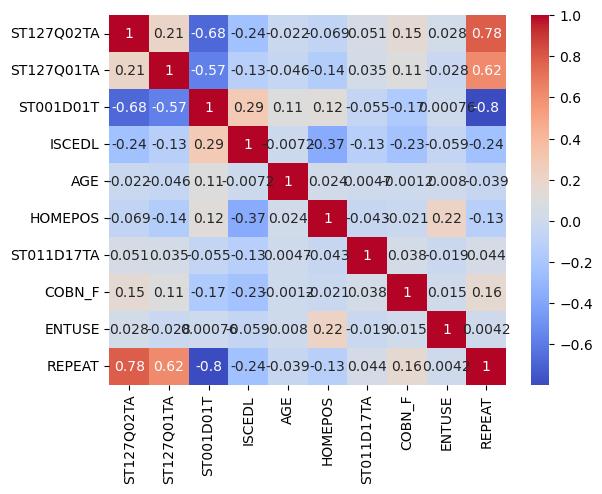 ST127Q02TA 1 0.21 -0.68 -0.24 -0.022 -0.069 0.051 0.15 0.028 0.78
ST127Q01TA 0.21 1 -0.57 -0.13 -0.046 -0.14 0.035 0.11 -0.028 0.62
ST001D01T -0.68 -0.57 1 0.29 0.11 0.12 -0.055 -0.17 0.00076 -0.8
ISCEDL -0.24 -0.13 0.29 1 -0.0072 -0.37 -0.13 -0.23 -0.059 -0.24
AGE -0.022 -0.046 0.11 -0.0072 1 0.024 0.0047 0.0012 0.008 -0.039
HOMEPOS -0.069 -0.14 0.12 -0.37 0.024 1 -0.043 -0.021 0.22 -0.13
ST011D17TA 0.051 0.035 -0.055 -0.13 0.0047 -0.043 1 0.038 -0.019 0.044
COBN_F 0.15 0.11 -0.17 -0.23 0.0012 -0.021 0.038 1 0.015 0.16
ENTUSE 0.028 -0.028 0.00076 -0.059 0.008 0.22 -0.019 0.015 1 0.0042
REPEAT 0.78 0.62 -0.8 -0.24 -0.039 -0.13 0.044 0.16 0.0042 1
ST127Q02TA
ST127Q01TA
ST001D01T
ISCEDL
AGE
HOMEPOS
ST011D17TA
COBN_F
ENTUSE
REPEAT
1.0
0.8
0.6
0.4
0.2
0.0
−0.2
−0.4
−0.6